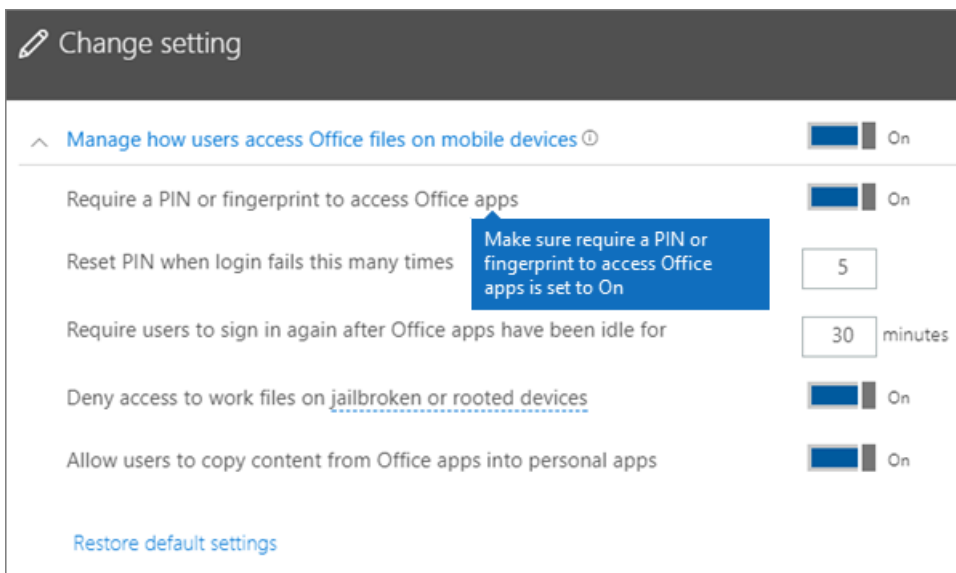 Change setting
Manage how users access Office files on mobile devices On
Require a PIN or fingerprint to access Office apps On
Make sure require a PIN or
fingerprint to access Office
apps is set to On
Reset PIN when login fails this many times 5
Require users to sign in again after Office apps have been idle for 30 minutes
Deny access to work files on jailbroken or rooted devices On
Allow users to copy content from Office apps into personal apps On
Restore default settings